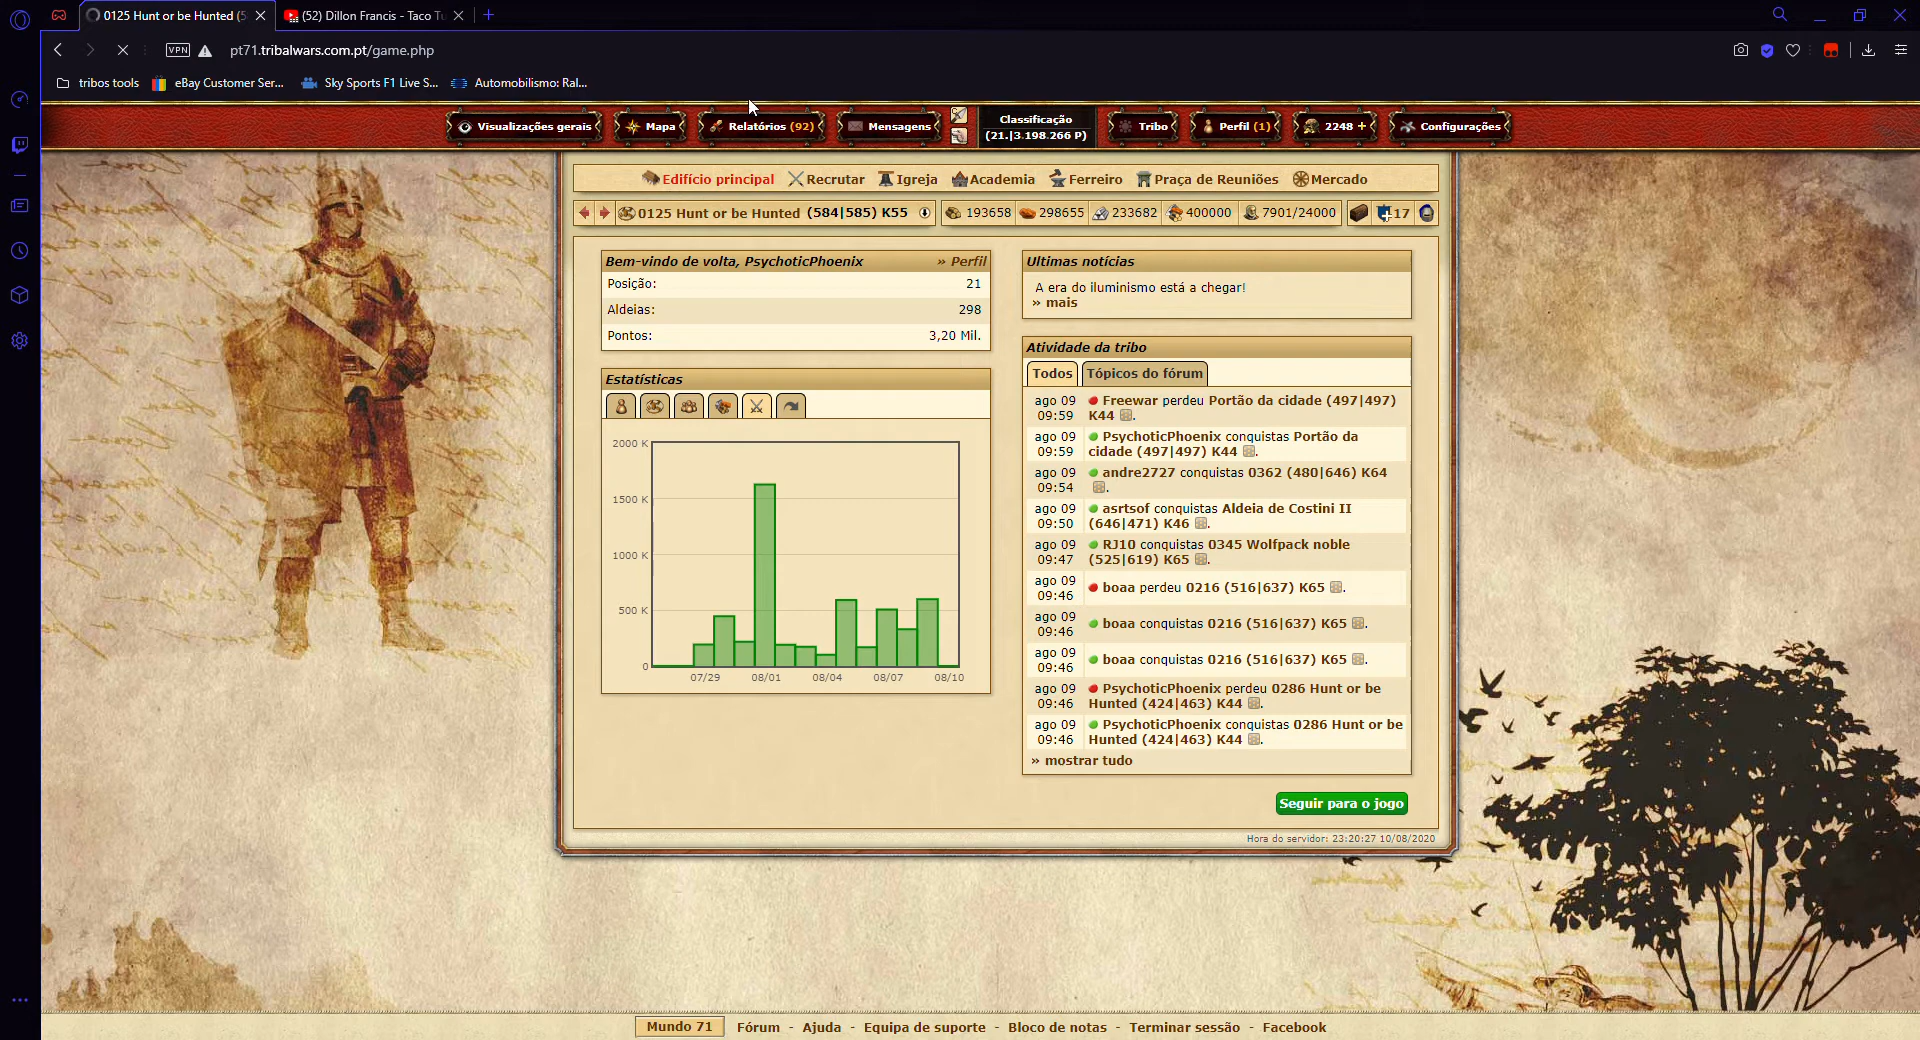 0125 Hunt or be Hunted (5
(52) Dillon Francis - Taco Tu
VPN
pt71.tribalwars.com.pt/game.php
tribos tools
eBay Customer Ser...
Sky Sports F1 Live S...
Automobilismo: Ral...
Visualizações gerais
Mapa
Relatórios (92)
Mensagens
Classificação
(21.|3.198.266 P)
Tribo
Perfil (1)
2248 +
Configurações
Edifício principal
Recrutar
Igreja
Academia
Ferreiro
Praça de Reuniões
Mercado
0125 Hunt or be Hunted (584|585) K55
193658
298655
233682
400000
7901/24000
17
Bem-vindo de volta, PsychoticPhoenix
» Perfil
Posição: 21
Aldeias: 298
Pontos: 3,20 Mil.
Estatísticas
2000 K
1500 K
1000 K
500 K
0
07/29 08/01 08/04 08/07 08/10
Ultimas notícias
A era do iluminismo está a chegar!
» mais
Atividade da tribo
Todos
Tópicos do fórum
ago 09 Freewar perdeu Portão da cidade (497|497)
09:59 K44 .
ago 09 PsychoticPhoenix conquistas Portão da
09:59 cidade (497|497) K44 .
ago 09 andre2727 conquistas 0362 (480|646) K64
09:54 .
ago 09 asrtsof conquistas Aldeia de Costini II
09:50 (646|471) K46 .
ago 09 RJ10 conquistas 0345 Wolfpack noble
09:47 (525|619) K65 .
ago 09
09:46 boaa perdeu 0216 (516|637) K65 .
ago 09
09:46 boaa conquistas 0216 (516|637) K65 .
ago 09
09:46 boaa conquistas 0216 (516|637) K65 .
ago 09 PsychoticPhoenix perdeu 0286 Hunt or be
09:46 Hunted (424|463) K44 .
ago 09 PsychoticPhoenix conquistas 0286 Hunt or be
09:46 Hunted (424|463) K44 .
» mostrar tudo
Seguir para o jogo
Hora do servidor: 23:20:27 10/08/2020
Mundo 71
Fórum - Ajuda - Equipa de suporte - Bloco de notas - Terminar sessão - Facebook